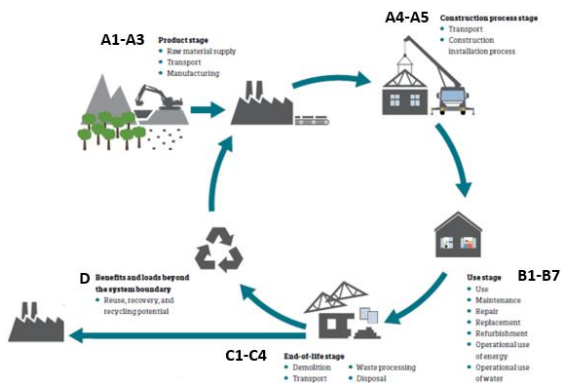 A1-A3
Product stage
• Raw material supply
• Transport
• Manufacturing
A4-A5
Construction process stage
• Transport
• Construction
installation process
B1-B7
Use stage
• Use
• Maintenance
• Repair
• Replacement
• Refurbishment
• Operational use
of energy
• Operational use
of water
C1-C4
End-of-life stage
• Demolition
• Transport
• Waste processing
• Disposal
D
Benefits and loads beyond
the system boundary
• Reuse, recovery, and
recycling potential